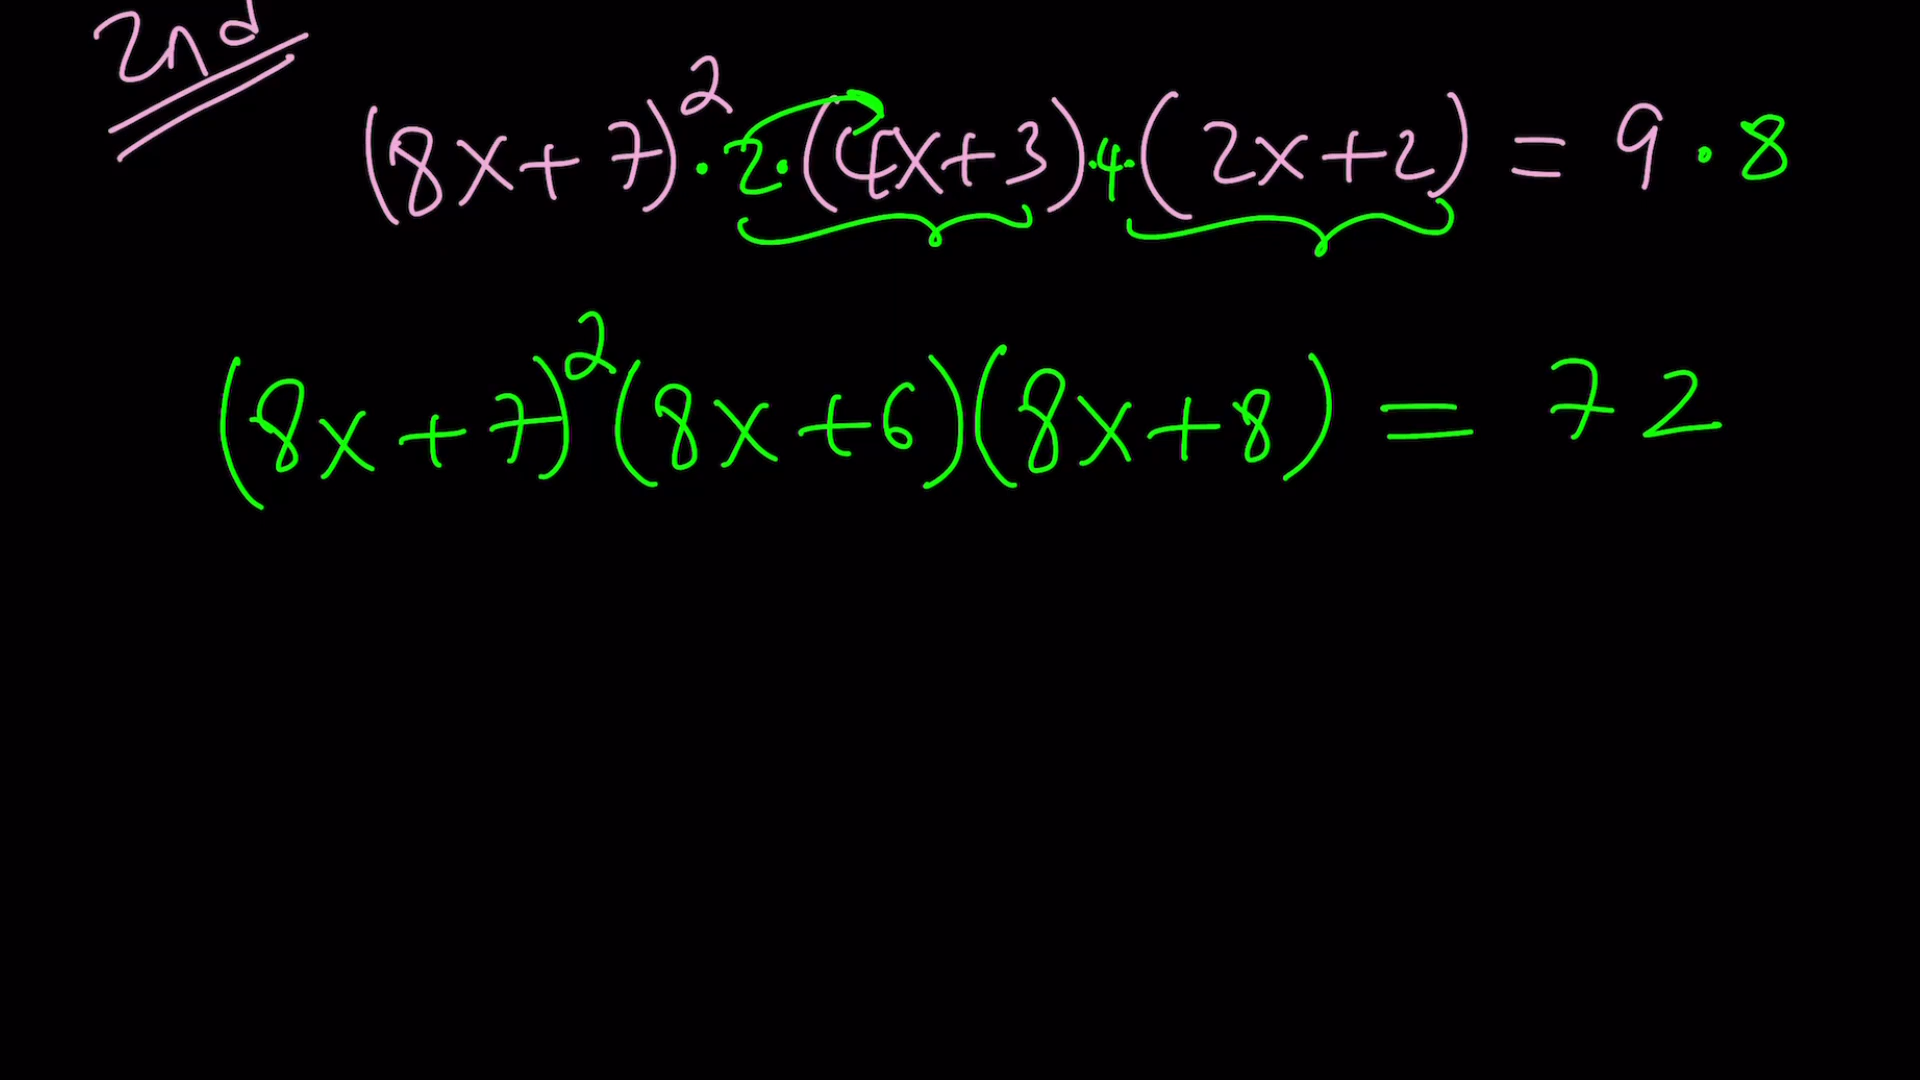 2nd
(8x+7)²·2·(4x+3)·4·(2x+2) = 9·8
(8x+7)²(8x+6)(8x+8) = 72